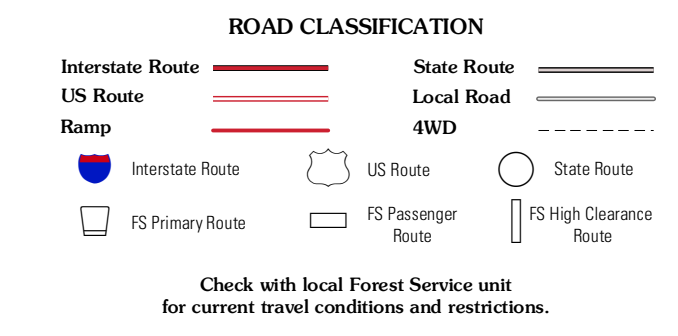 ROAD CLASSIFICATION
Interstate Route
State Route
US Route
Local Road
Ramp
4WD
Interstate Route
US Route
State Route
FS Primary Route
FS Passenger
Route
FS High Clearance
Route
Check with local Forest Service unit
for current travel conditions and restrictions.